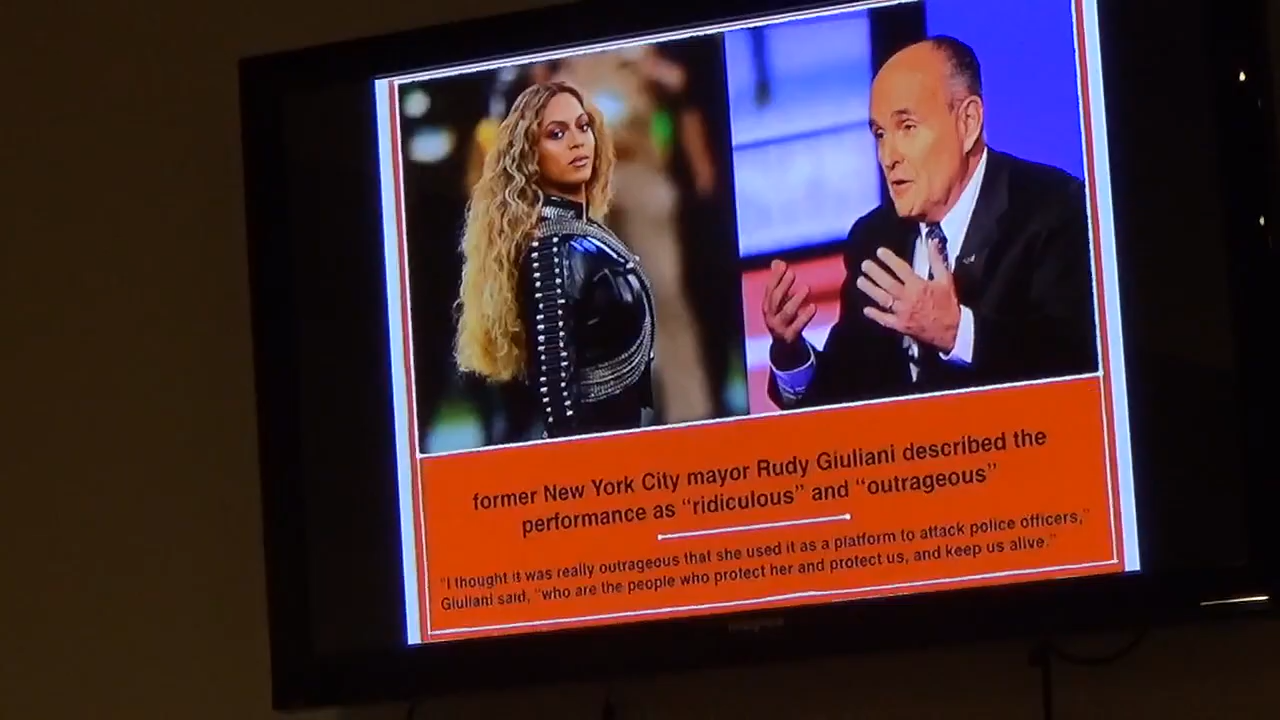 former New York City mayor Rudy Giuliani described the
performance as “ridiculous” and “outrageous”
“I thought it was really outrageous that she used it as a platform to attack police officers,”
Giuliani said, “who are the people who protect her and protect us, and keep us alive.”